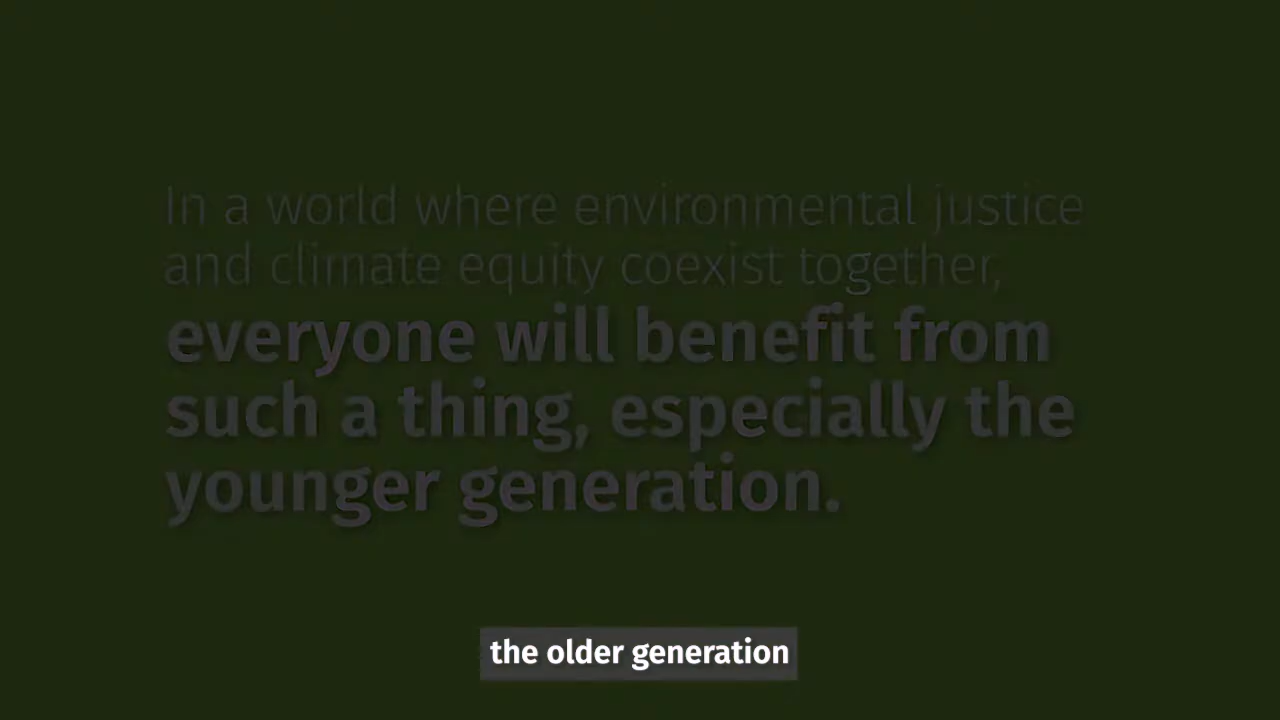 In a world where environmental justice
and climate equity coexist together,
everyone will benefit from
such a thing, especially the
younger generation.
the older generation